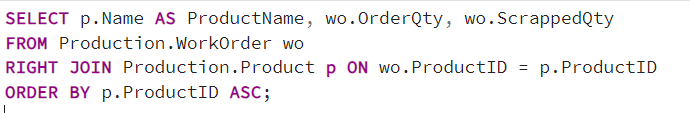 SELECT p.Name AS ProductName, wo.OrderQty, wo.ScrappedQty
FROM Production.WorkOrder wo
RIGHT JOIN Production.Product p ON wo.ProductID = p.ProductID
ORDER BY p.ProductID ASC;